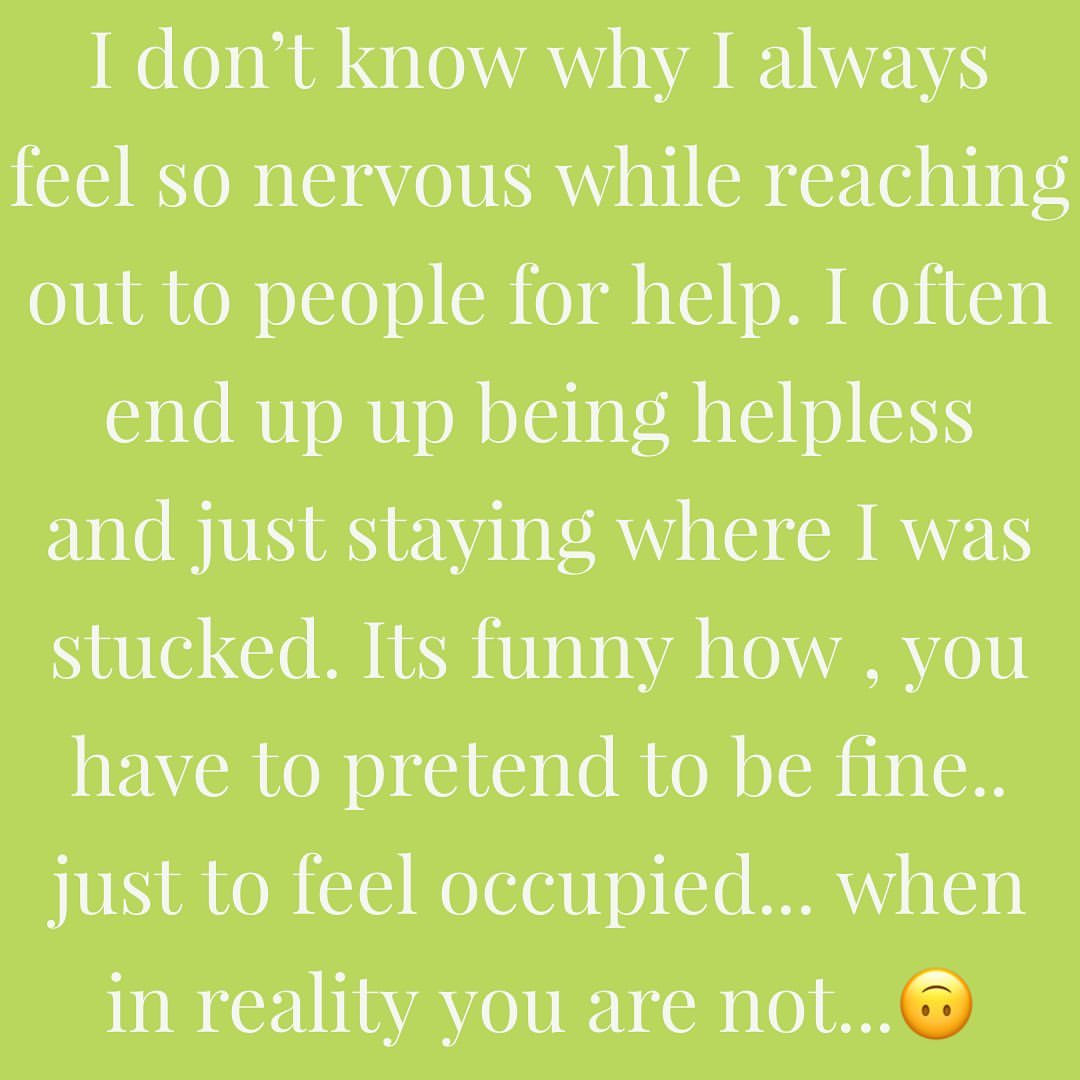 I don’t know why I always
feel so nervous while reaching
out to people for help. I often
end up up being helpless
and just staying where I was
stucked. Its funny how , you
have to pretend to be fine..
just to feel occupied... when
in reality you are not...🙃